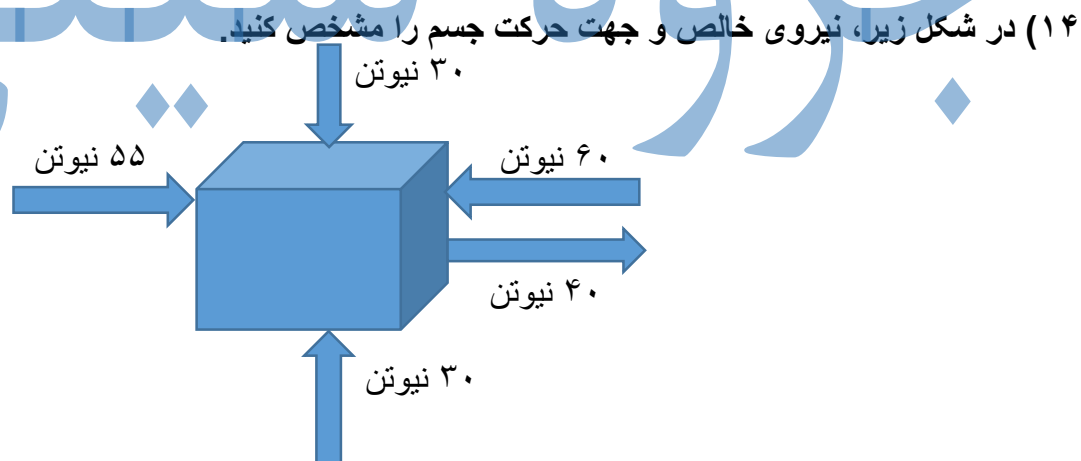 ۱۴) در شکل زیر، نیروی خالص و جهت حرکت جسم را مشخص کنید.
۳۰ نیوتن
۵۵ نیوتن
۶۰ نیوتن
۴۰ نیوتن
۳۰ نیوتن